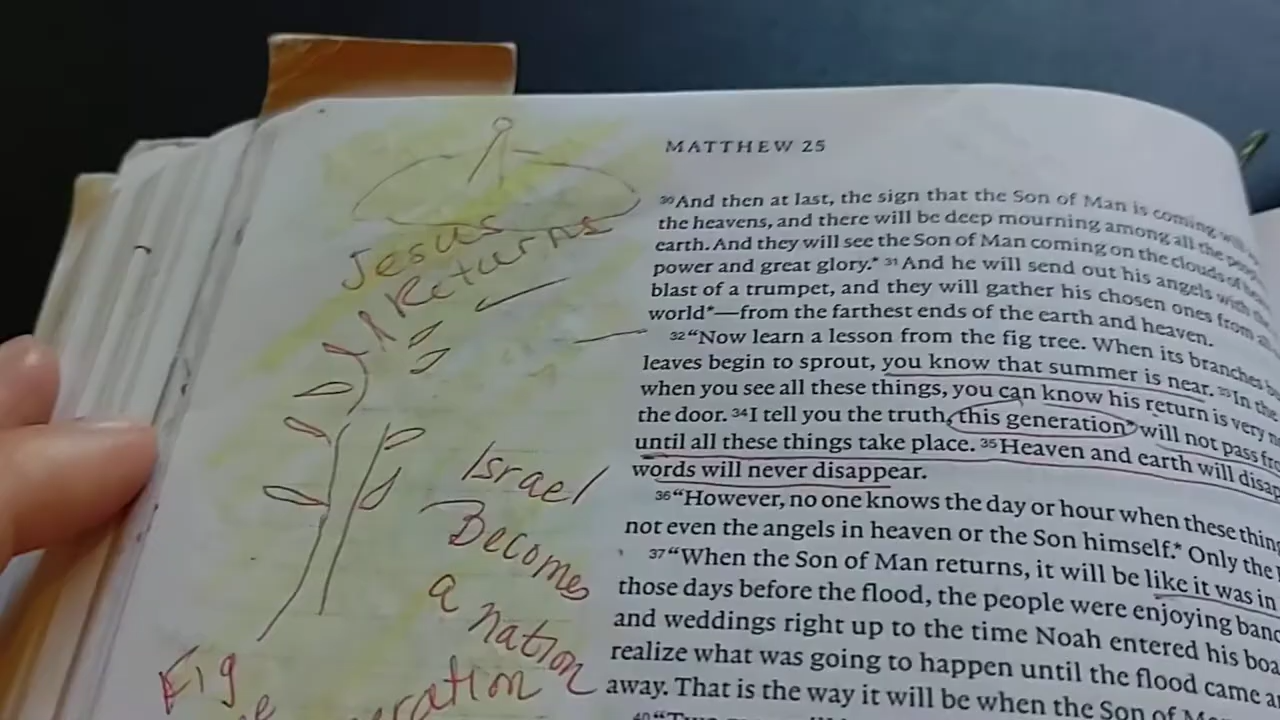 MATTHEW 25
³⁰And then at last, the sign that the Son of Man is coming will
the heavens, and there will be deep mourning among all the
earth. And they will see the Son of Man coming on the clouds of
power and great glory.* ³¹And he will send out his angels with
blast of a trumpet, and they will gather his chosen ones from all
world*—from the farthest ends of the earth and heaven.
³²“Now learn a lesson from the fig tree. When its branches
leaves begin to sprout, you know that summer is near. ³³In the
when you see all these things, you can know his return is very
the door. ³⁴I tell you the truth, this generation* will not pass
until all these things take place. ³⁵Heaven and earth will
words will never disappear.
³⁶“However, no one knows the day or hour when these
not even the angels in heaven or the Son himself.* Only the
³⁷“When the Son of Man returns, it will be like it was in
those days before the flood, the people were enjoying
and weddings right up to the time Noah entered his
realize what was going to happen until the flood came
away. That is the way it will be when the Son of
Jesus
Returns
Israel
Becomes
a nation
Fig